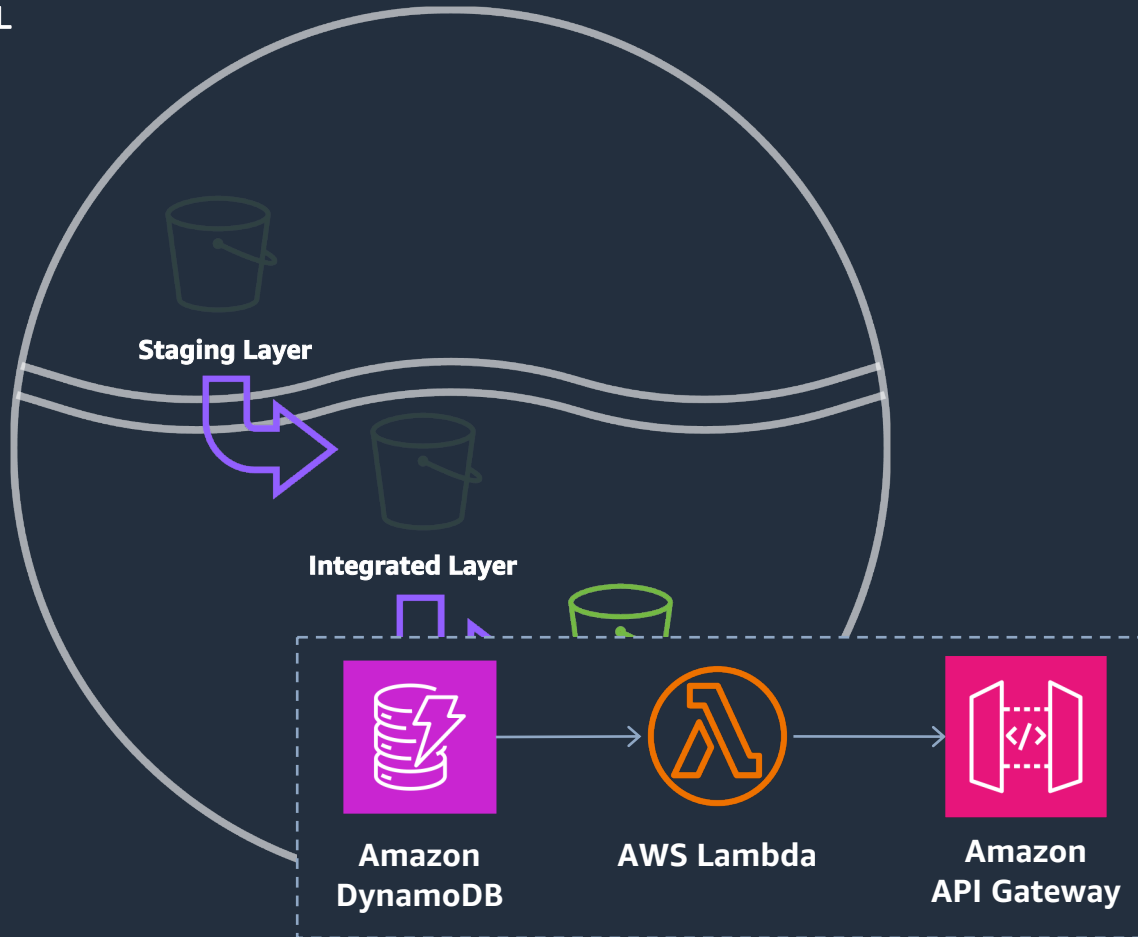 Staging Layer
Integrated Layer
</>
Amazon
DynamoDB
AWS Lambda
Amazon
API Gateway